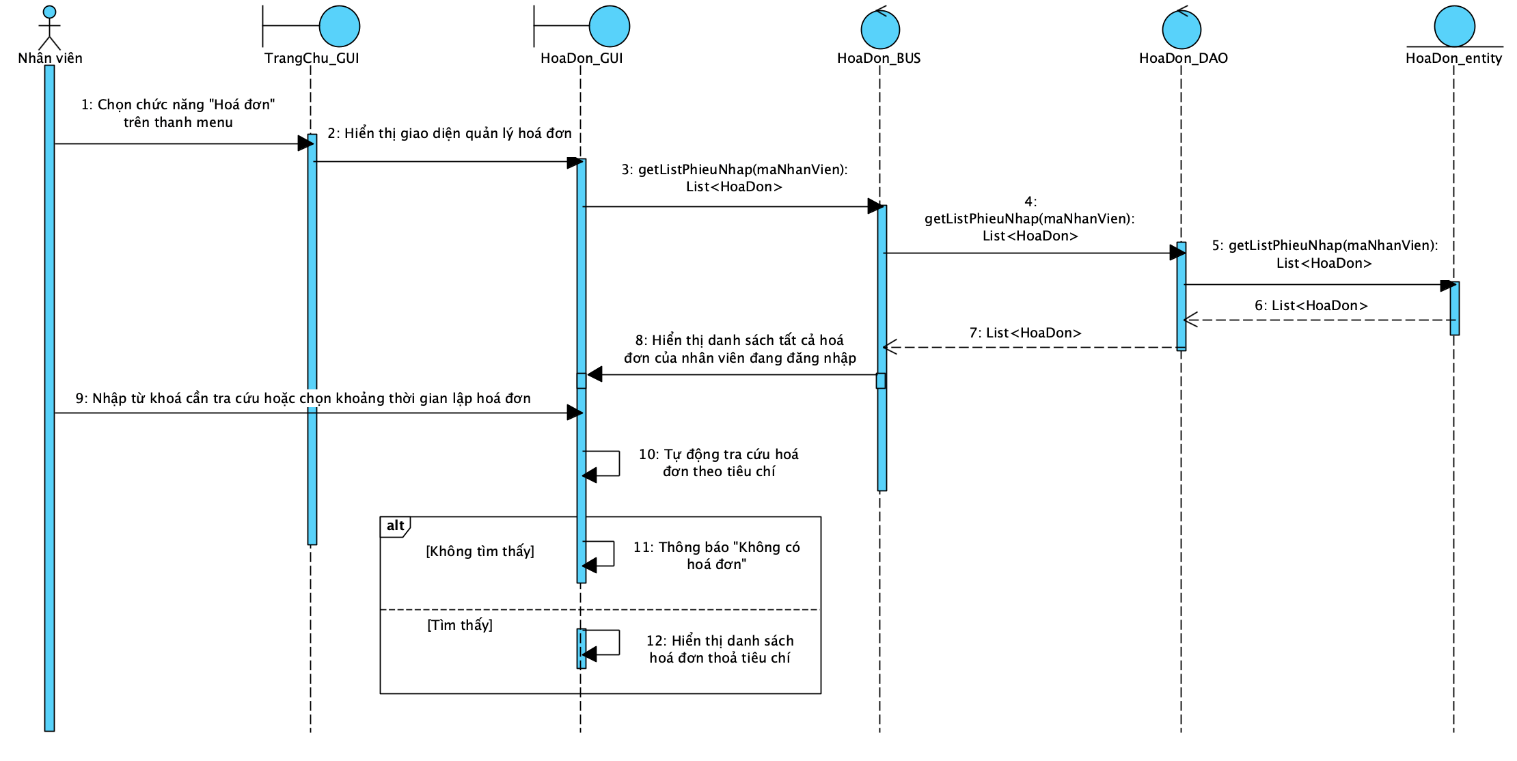 Nhân viên
TrangChu_GUI
HoaDon_GUI
HoaDon_BUS
HoaDon_DAO
HoaDon_entity
1: Chọn chức năng "Hoá đơn"
trên thanh menu
2: Hiển thị giao diện quản lý hoá đơn
3: getListPhieuNhap(maNhanVien):
List<HoaDon>
4:
getListPhieuNhap(maNhanVien):
List<HoaDon>
5: getListPhieuNhap(maNhanVien):
List<HoaDon>
6: List<HoaDon>
7: List<HoaDon>
8: Hiển thị danh sách tất cả hoá
đơn của nhân viên đang đăng nhập
9: Nhập từ khoá cần tra cứu hoặc chọn khoảng thời gian lập hoá đơn
10: Tự động tra cứu hoá
đơn theo tiêu chí
alt
[Không tìm thấy]
11: Thông báo "Không có
hoá đơn"
[Tìm thấy]
12: Hiển thị danh sách
hoá đơn thoả tiêu chí